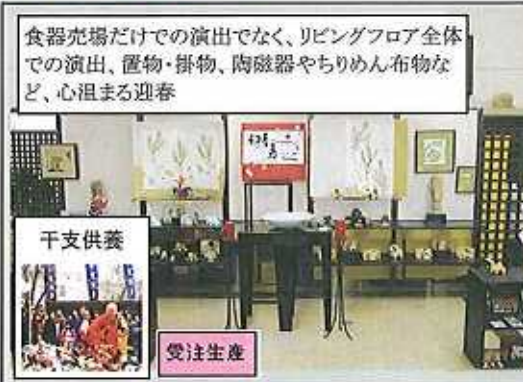 食器売場だけでの演出でなく、リビングフロア全体
での演出、置物・掛物、陶磁器やちりめん布物な
ど、心温まる迎春
干支供養
受注生産